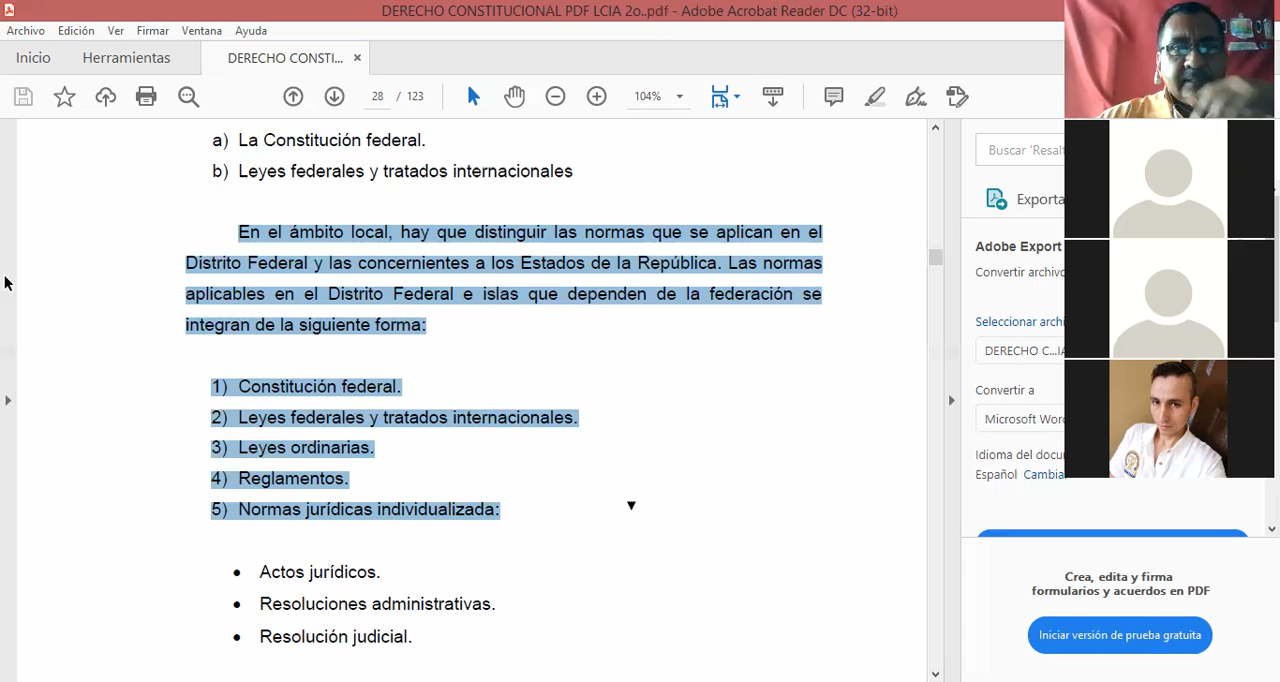 DERECHO CONSTITUCIONAL PDF LCIA 2o..pdf - Adobe Acrobat Reader DC (32-bit)
Archivo Edición Ver Firmar Ventana Ayuda
Inicio Herramientas DERECHO CONSTI... ×
28 / 123 104%
a) La Constitución federal.
b) Leyes federales y tratados internacionales
En el ámbito local, hay que distinguir las normas que se aplican en el
Distrito Federal y las concernientes a los Estados de la República. Las normas
aplicables en el Distrito Federal e islas que dependen de la federación se
integran de la siguiente forma:
1) Constitución federal.
2) Leyes federales y tratados internacionales.
3) Leyes ordinarias.
4) Reglamentos.
5) Normas jurídicas individualizada:
• Actos jurídicos.
• Resoluciones administrativas.
• Resolución judicial.
Buscar 'Resal
Exporta
Adobe Export
Convertir archiv
Seleccionar archi
DERECHO C...IA
Convertir a
Microsoft Wor
Idioma del docu
Español Cambia
Crea, edita y firma
formularios y acuerdos en PDF
Iniciar versión de prueba gratuita